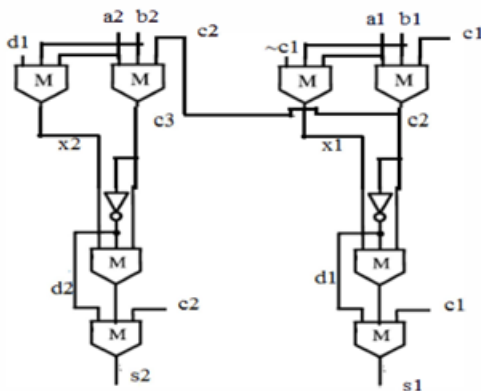 a2 b2 c2 a1 b1 c1
d1 ~c1
M M M M
c3 c2
x2 x1
M M
d2 d1
c2 c1
M M
s2 s1